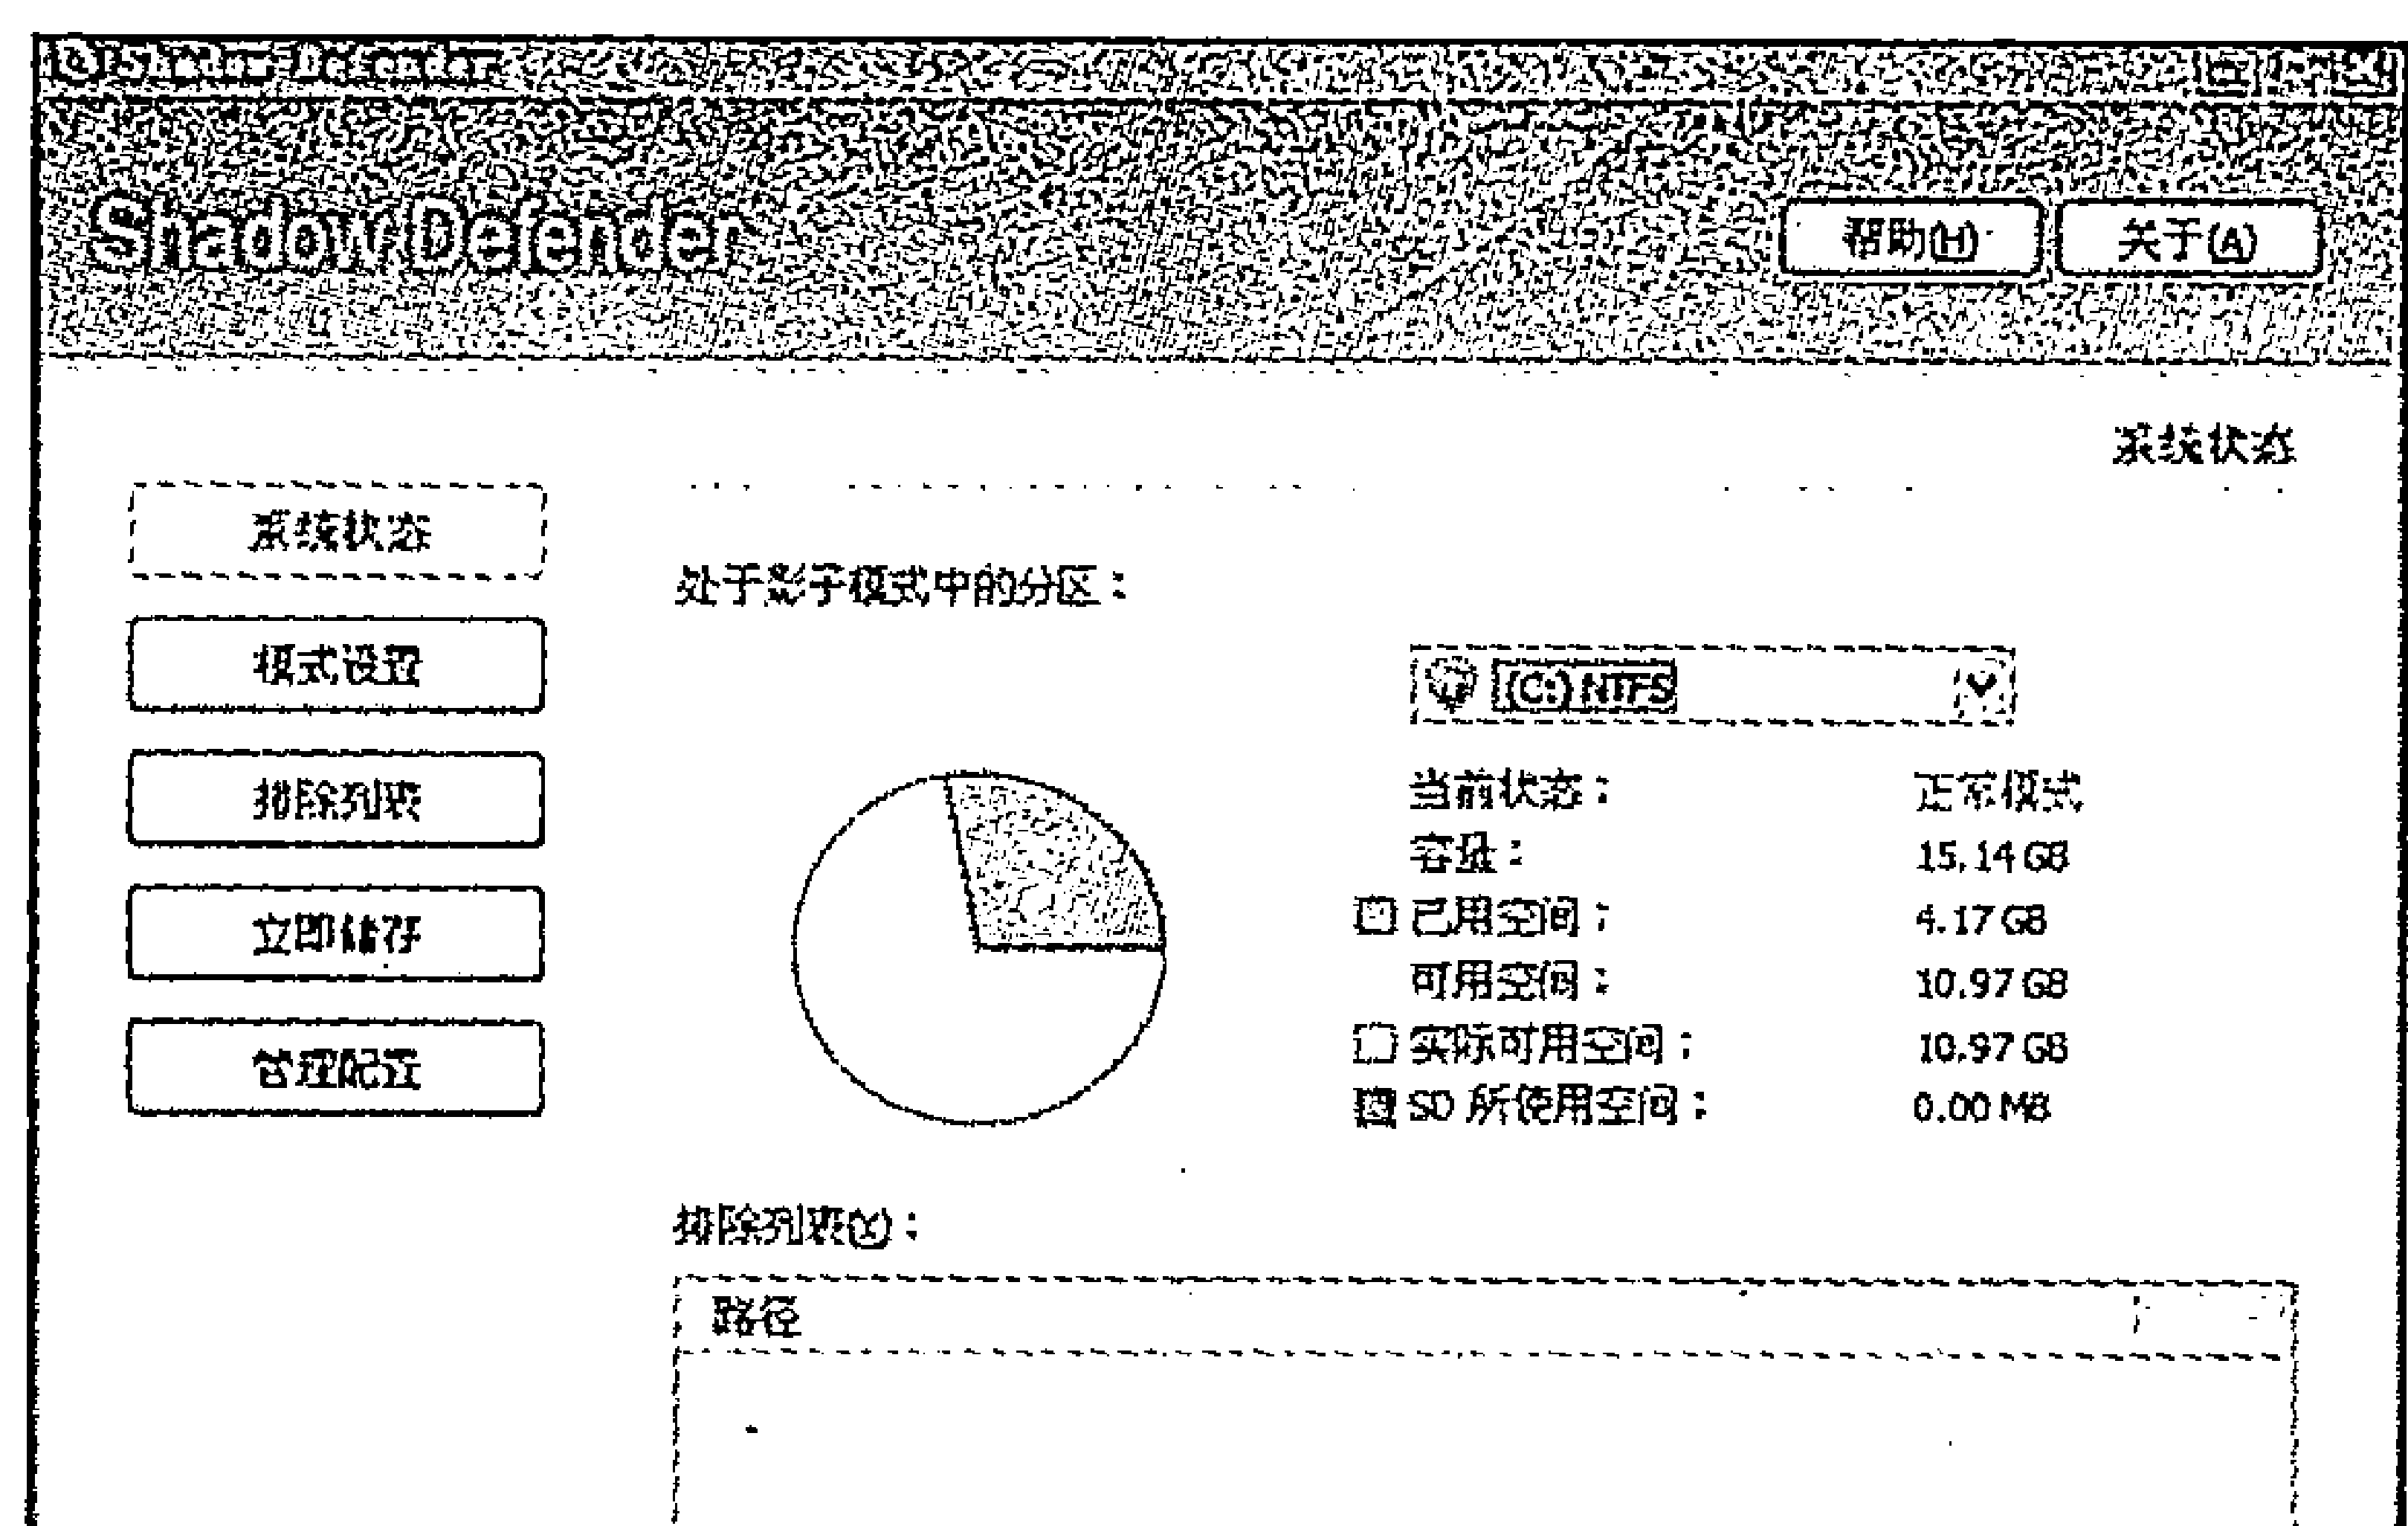 Shadow Defender
Shadow Defender
帮助(H)
关于(A)
系统状态
系统状态
模式设置
排除列表
立即储存
管理配置
处于影子模式中的分区：
(C:) NTFS
当前状态： 正常模式
容量： 15.14 GB
已用空间： 4.17 GB
可用空间： 10.97 GB
实际可用空间： 10.97 GB
SD 所使用空间： 0.00 MB
排除列表(X)：
路径